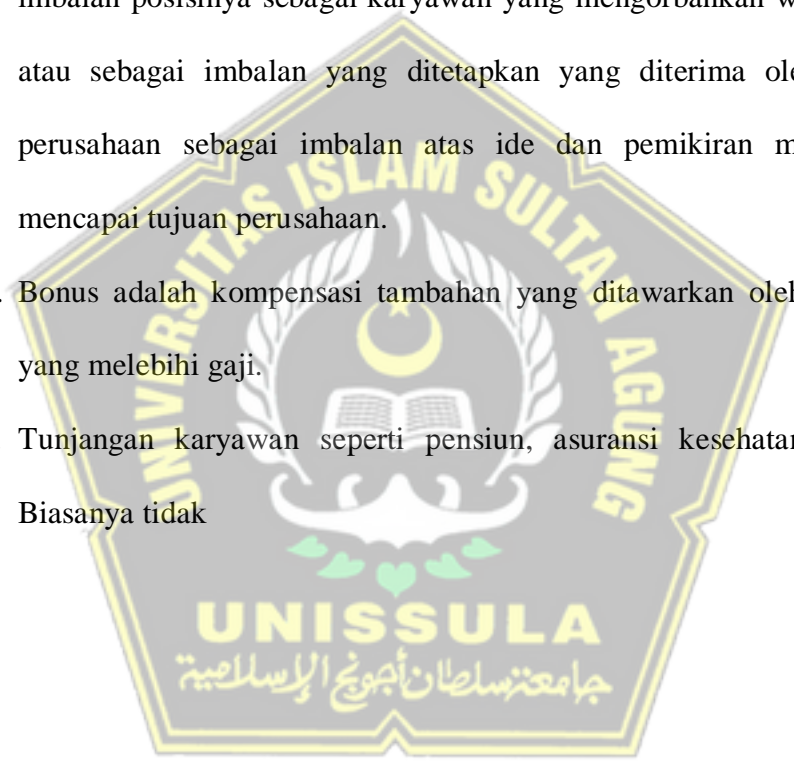 imbalan posisinya sebagai karyawan yang mengorbankan
atau sebagai imbalan yang ditetapkan yang diterima
perusahaan sebagai imbalan atas ide dan pemikiran
mencapai tujuan perusahaan.
Bonus adalah kompensasi tambahan yang ditawarkan oleh
yang melebihi gaji.
Tunjangan karyawan seperti pensiun, asuransi kesehatan
Biasanya tidak
UNIVERSITAS ISLAM SULTAN AGUNG
UNISSULA
جامعة سلطان أجونج الإسلامية